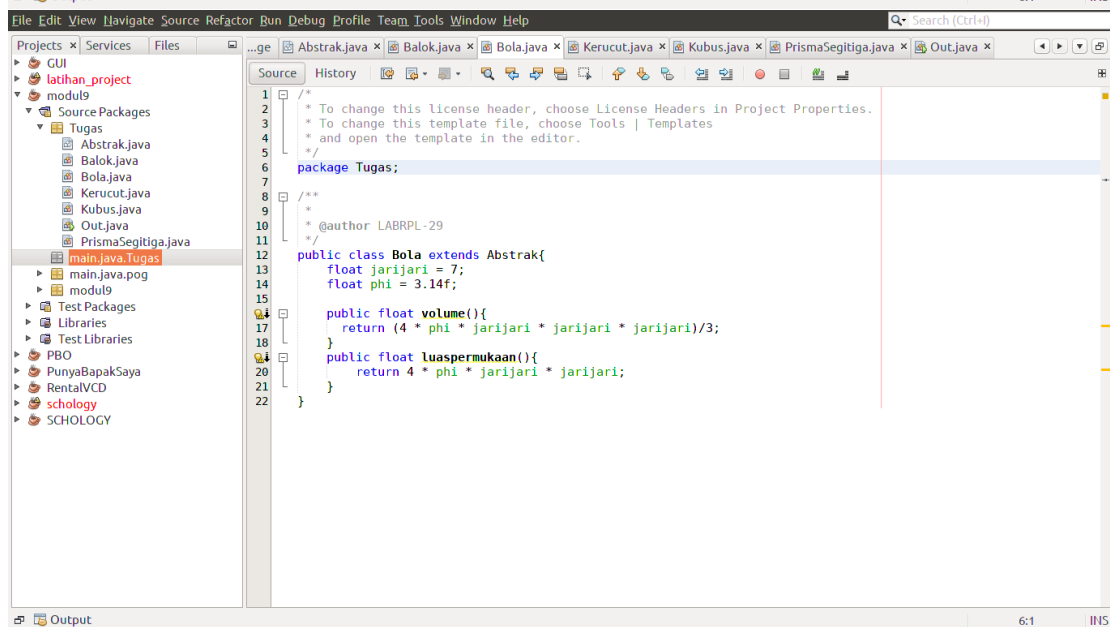 File Edit View Navigate Source Refactor Run Debug Profile Team Tools Window Help
Search (Ctrl+I)
Projects × Services Files
...ge Abstrak.java × Balok.java × Bola.java × Kerucut.java × Kubus.java × PrismaSegitiga.java × Out.java ×
GUI
latihan_project
modul9
Source Packages
Tugas
Abstrak.java
Balok.java
Bola.java
Kerucut.java
Kubus.java
Out.java
PrismaSegitiga.java
main.java.Tugas
main.java.pog
modul9
Test Packages
Libraries
Test Libraries
PBO
PunyaBapakSaya
RentalVCD
schology
SCHOLOGY
Source History
1 /*
2 * To change this license header, choose License Headers in Project Properties.
3 * To change this template file, choose Tools | Templates
4 * and open the template in the editor.
5 */
6 package Tugas;
7
8 /**
9 *
10 * @author LABRPL-29
11 */
12 public class Bola extends Abstrak{
13 float jarijari = 7;
14 float phi = 3.14f;
15
public float volume(){
17 return (4 * phi * jarijari * jarijari * jarijari)/3;
18 }
public float luaspermukaan(){
20 return 4 * phi * jarijari * jarijari;
21 }
22 }
Output
6:1 INS